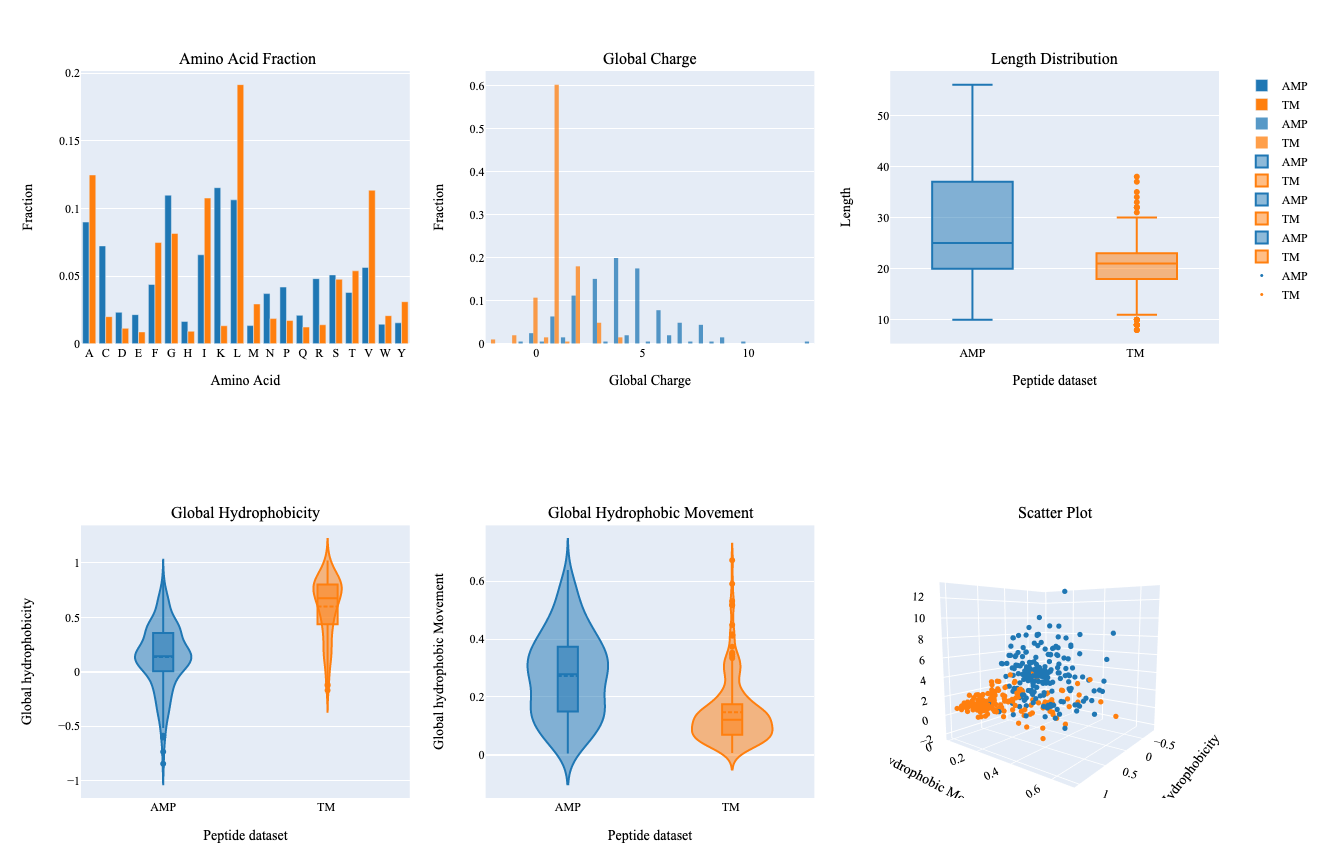 Amino Acid Fraction
0.2
0.15
0.1
0.05
0
Fraction
A C D E F G H I K L M N P Q R S T V W Y
Amino Acid
Global Charge
0.6
0.5
0.4
0.3
0.2
0.1
0
Fraction
0 5 10
Global Charge
Length Distribution
50
40
30
20
10
Length
AMP TM
Peptide dataset
AMP
TM
AMP
TM
AMP
TM
AMP
TM
AMP
TM
AMP
TM
Global Hydrophobicity
1
0.5
0
−0.5
−1
Global hydrophobicity
AMP TM
Peptide dataset
Global Hydrophobic Movement
0.6
0.4
0.2
0
Global hydrophobic Movement
AMP TM
Peptide dataset
Scatter Plot
12
10
8
6
4
2
0
−2
0
0.2
0.4
0.6
ydrophobic Mo
−0.5
0
0.5
1
Hydrophobicity